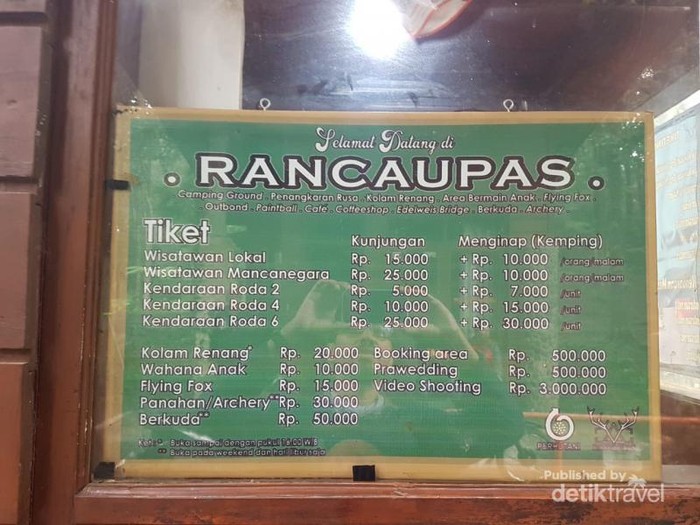 Selamat Datang di
. RANCAUPAS .
Camping Ground . Penangkaran Rusa . Kolam Renang . Area Bermain Anak . Flying Fox
Outbond . Paintball . Cafe . Coffeeshop . Edelweis Bridge . Berkuda . Archery
Tiket Kunjungan Menginap (Kemping)
Wisatawan Lokal Rp. 15.000 + Rp. 10.000 /orang/malam
Wisatawan Mancanegara Rp. 25.000 + Rp. 10.000 /orang/malam
Kendaraan Roda 2 Rp. 5.000 + Rp. 7.000 /unit
Kendaraan Roda 4 Rp. 10.000 + Rp. 15.000 /unit
Kendaraan Roda 6 Rp. 25.000 + Rp. 30.000 /unit
Kolam Renang* Rp. 20.000 Booking area Rp. 500.000
Wahana Anak Rp. 10.000 Prawedding Rp. 500.000
Flying Fox Rp. 15.000 Video Shooting Rp. 3.000.000
Panahan/Archery** Rp. 30.000
Berkuda** Rp. 50.000
Ket : * Buka sampai dengan pukul 16.00 WIB
** Buka pada weekend dan hari libur saja
PERHUTANI
Published by
detiktravel